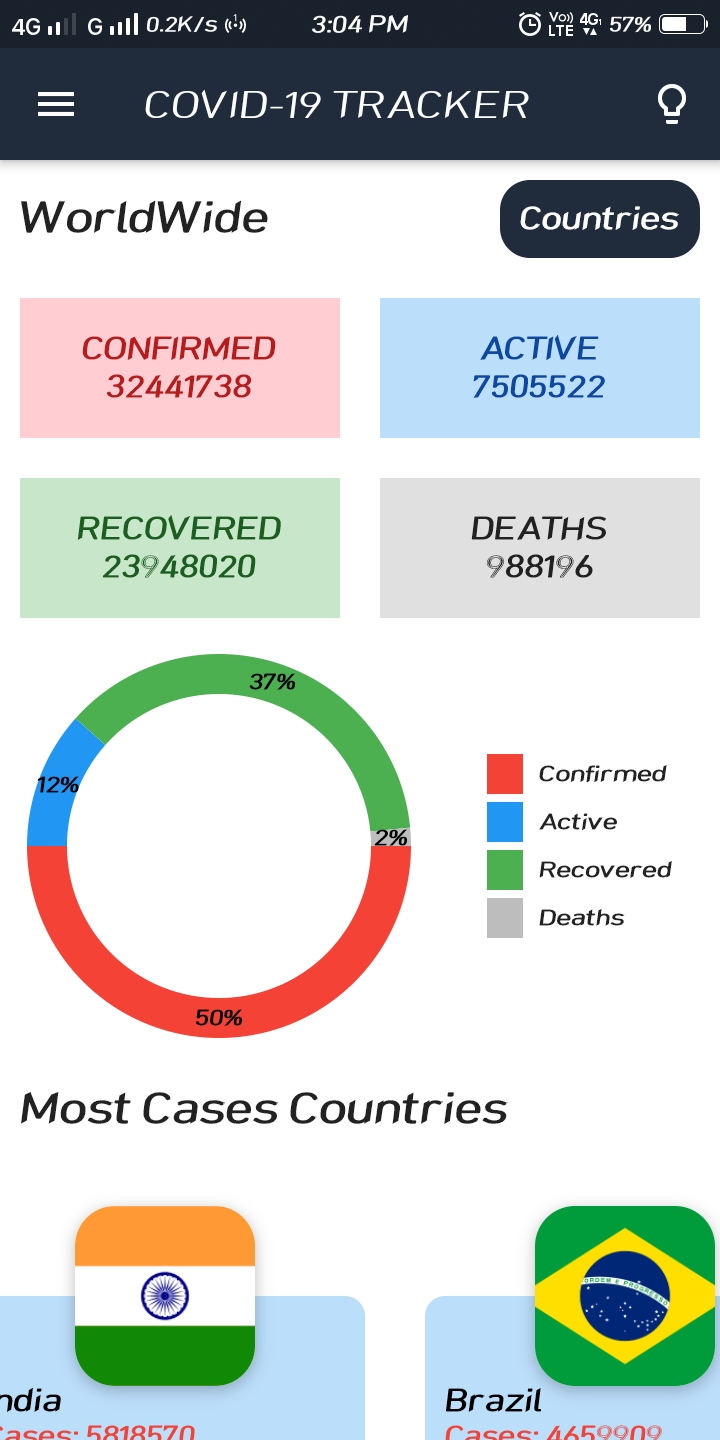 4G G 0.2K/s 3:04 PM Vo)) LTE 4G 57%
COVID-19 TRACKER
WorldWide Countries
CONFIRMED
32441738
ACTIVE
7505522
RECOVERED
23948020
DEATHS
988196
37%
12%
2%
50%
Confirmed
Active
Recovered
Deaths
Most Cases Countries
ORDEM E PROGRESSO
ndia
Cases: 5818570
Brazil
Cases: 4659909